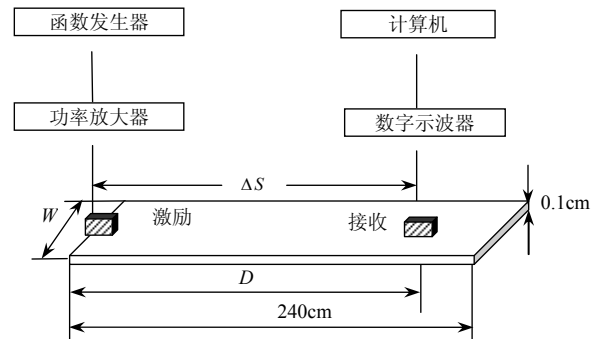 函数发生器
计算机
功率放大器
数字示波器
ΔS
W
激励
接收
0.1cm
D
240cm